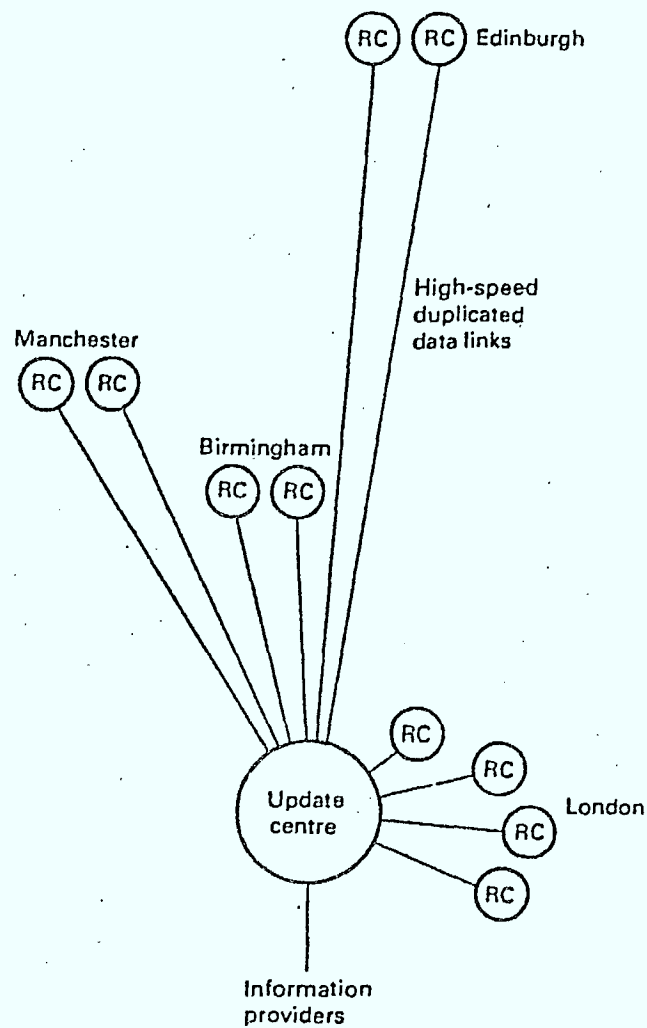 RC RC Edinburgh
High-speed
duplicated
data links
Manchester
RC RC
Birmingham
RC RC
RC
RC
London
RC
RC
Update
centre
Information
providers